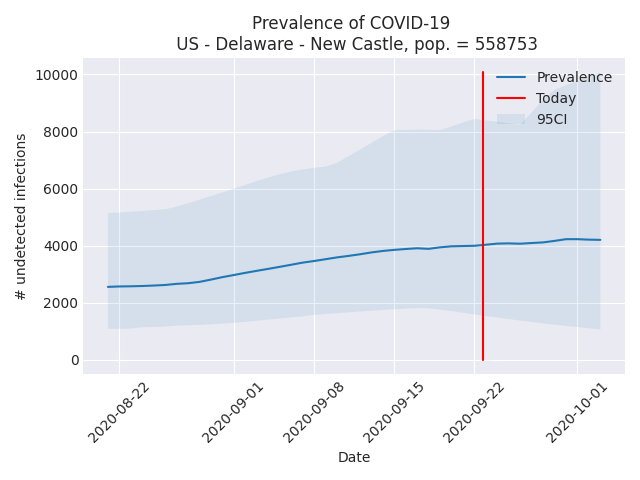 Prevalence of COVID-19
US - Delaware - New Castle, pop. = 558753
10000
8000
6000
4000
2000
0
# undetected infections
Prevalence
Today
95CI
2020-08-22
2020-09-01
2020-09-08
2020-09-15
2020-09-22
2020-10-01
Date